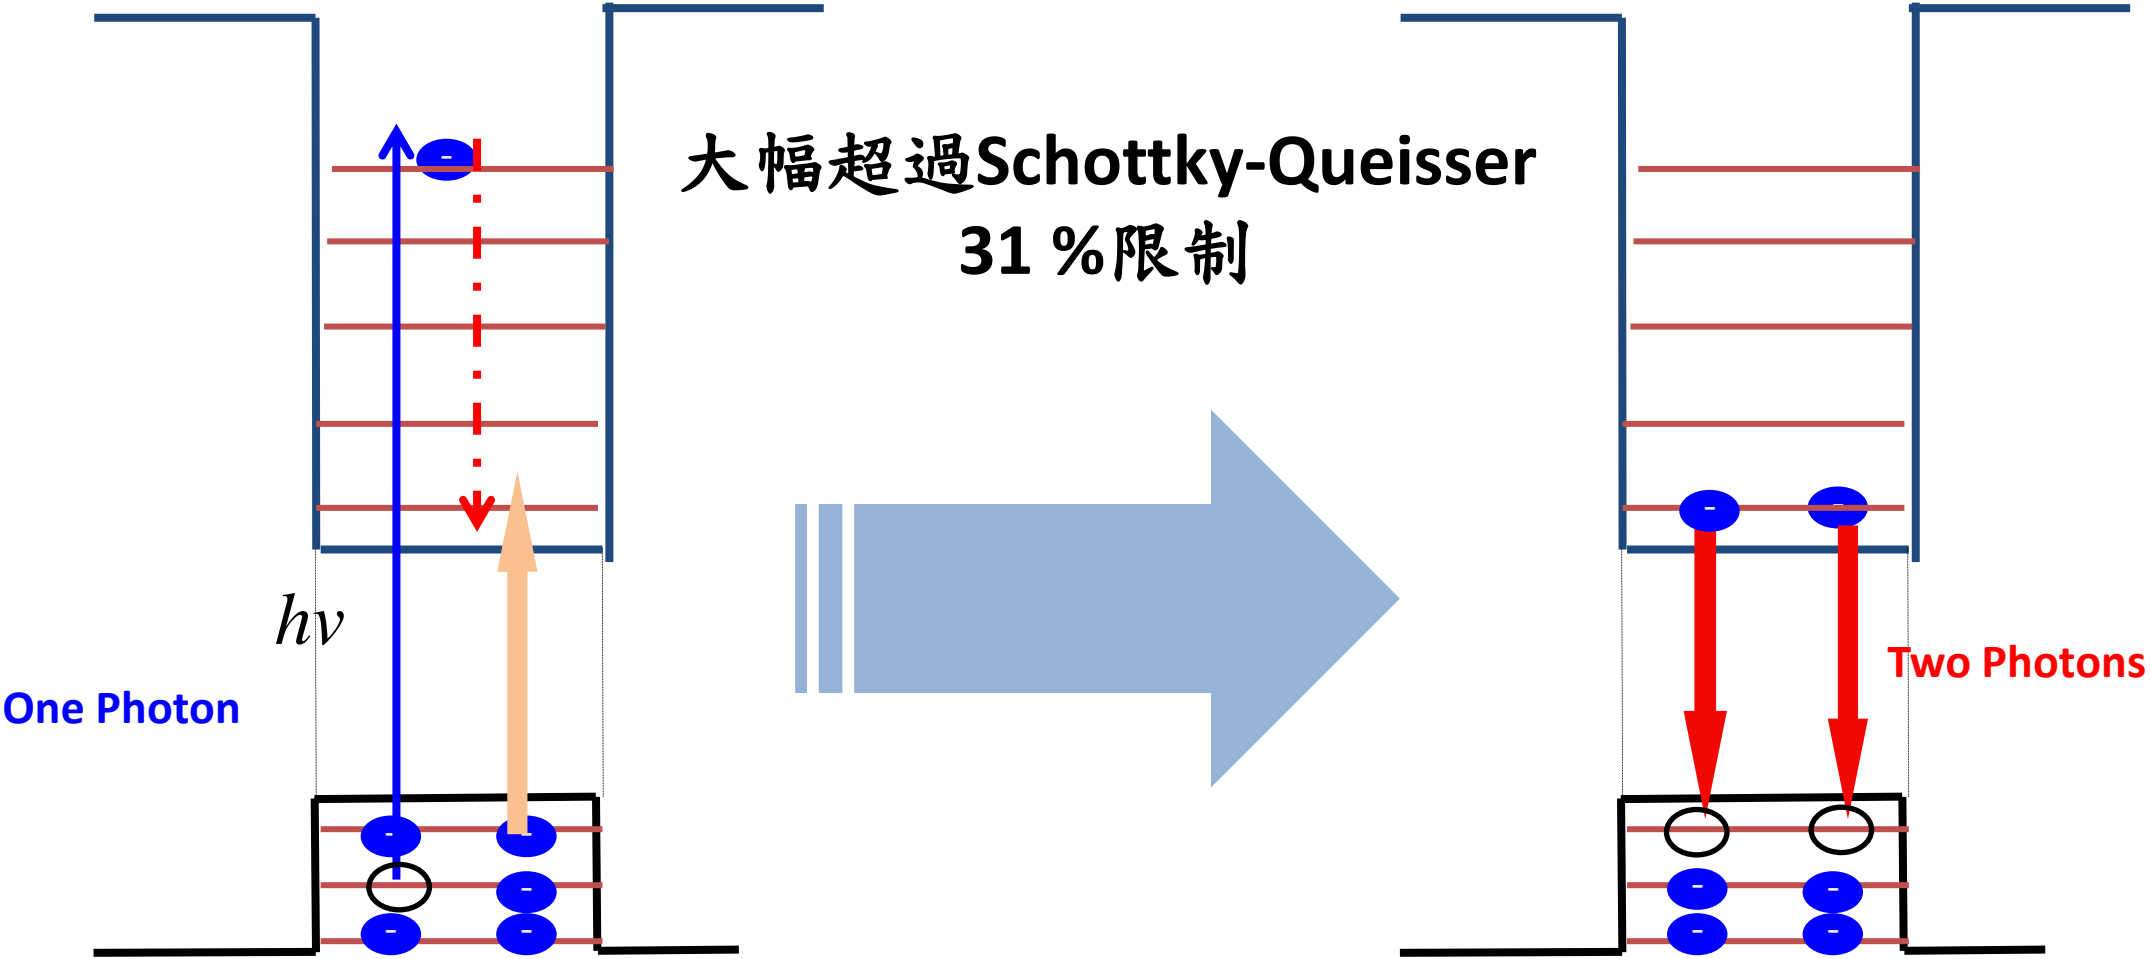 大幅超過Schottky-Queisser
31 %限制
hν
One Photon
Two Photons